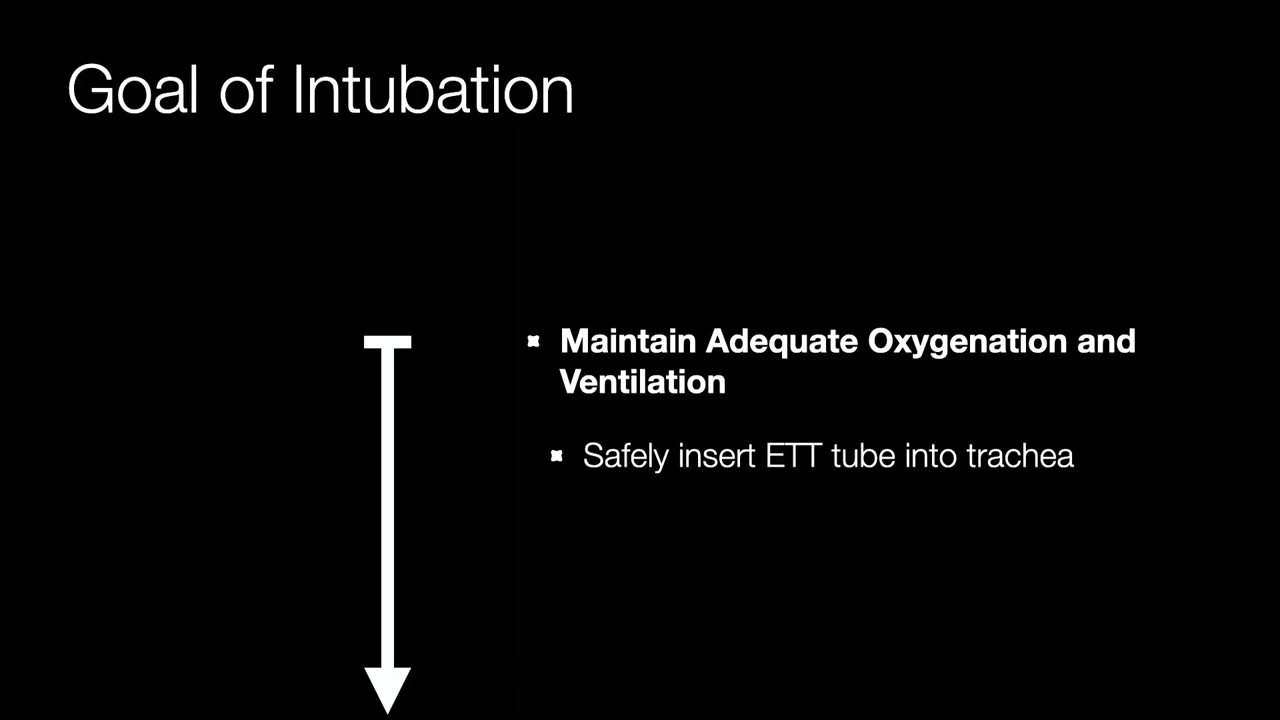 Goal of Intubation
Maintain Adequate Oxygenation and
Ventilation
Safely insert ETT tube into trachea